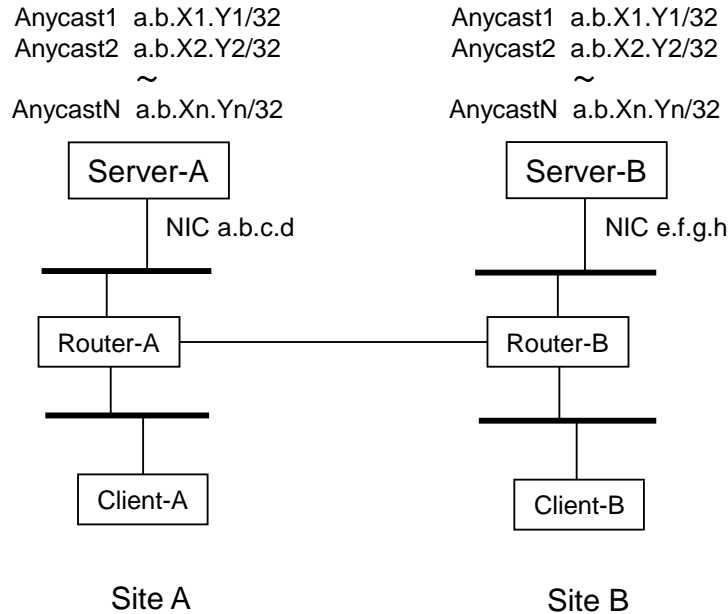 Anycast1 a.b.X1.Y1/32
Anycast2 a.b.X2.Y2/32
~
AnycastN a.b.Xn.Yn/32
Anycast1 a.b.X1.Y1/32
Anycast2 a.b.X2.Y2/32
~
AnycastN a.b.Xn.Yn/32
Server-A
Server-B
NIC a.b.c.d
NIC e.f.g.h
Router-A
Router-B
Client-A
Client-B
Site A
Site B